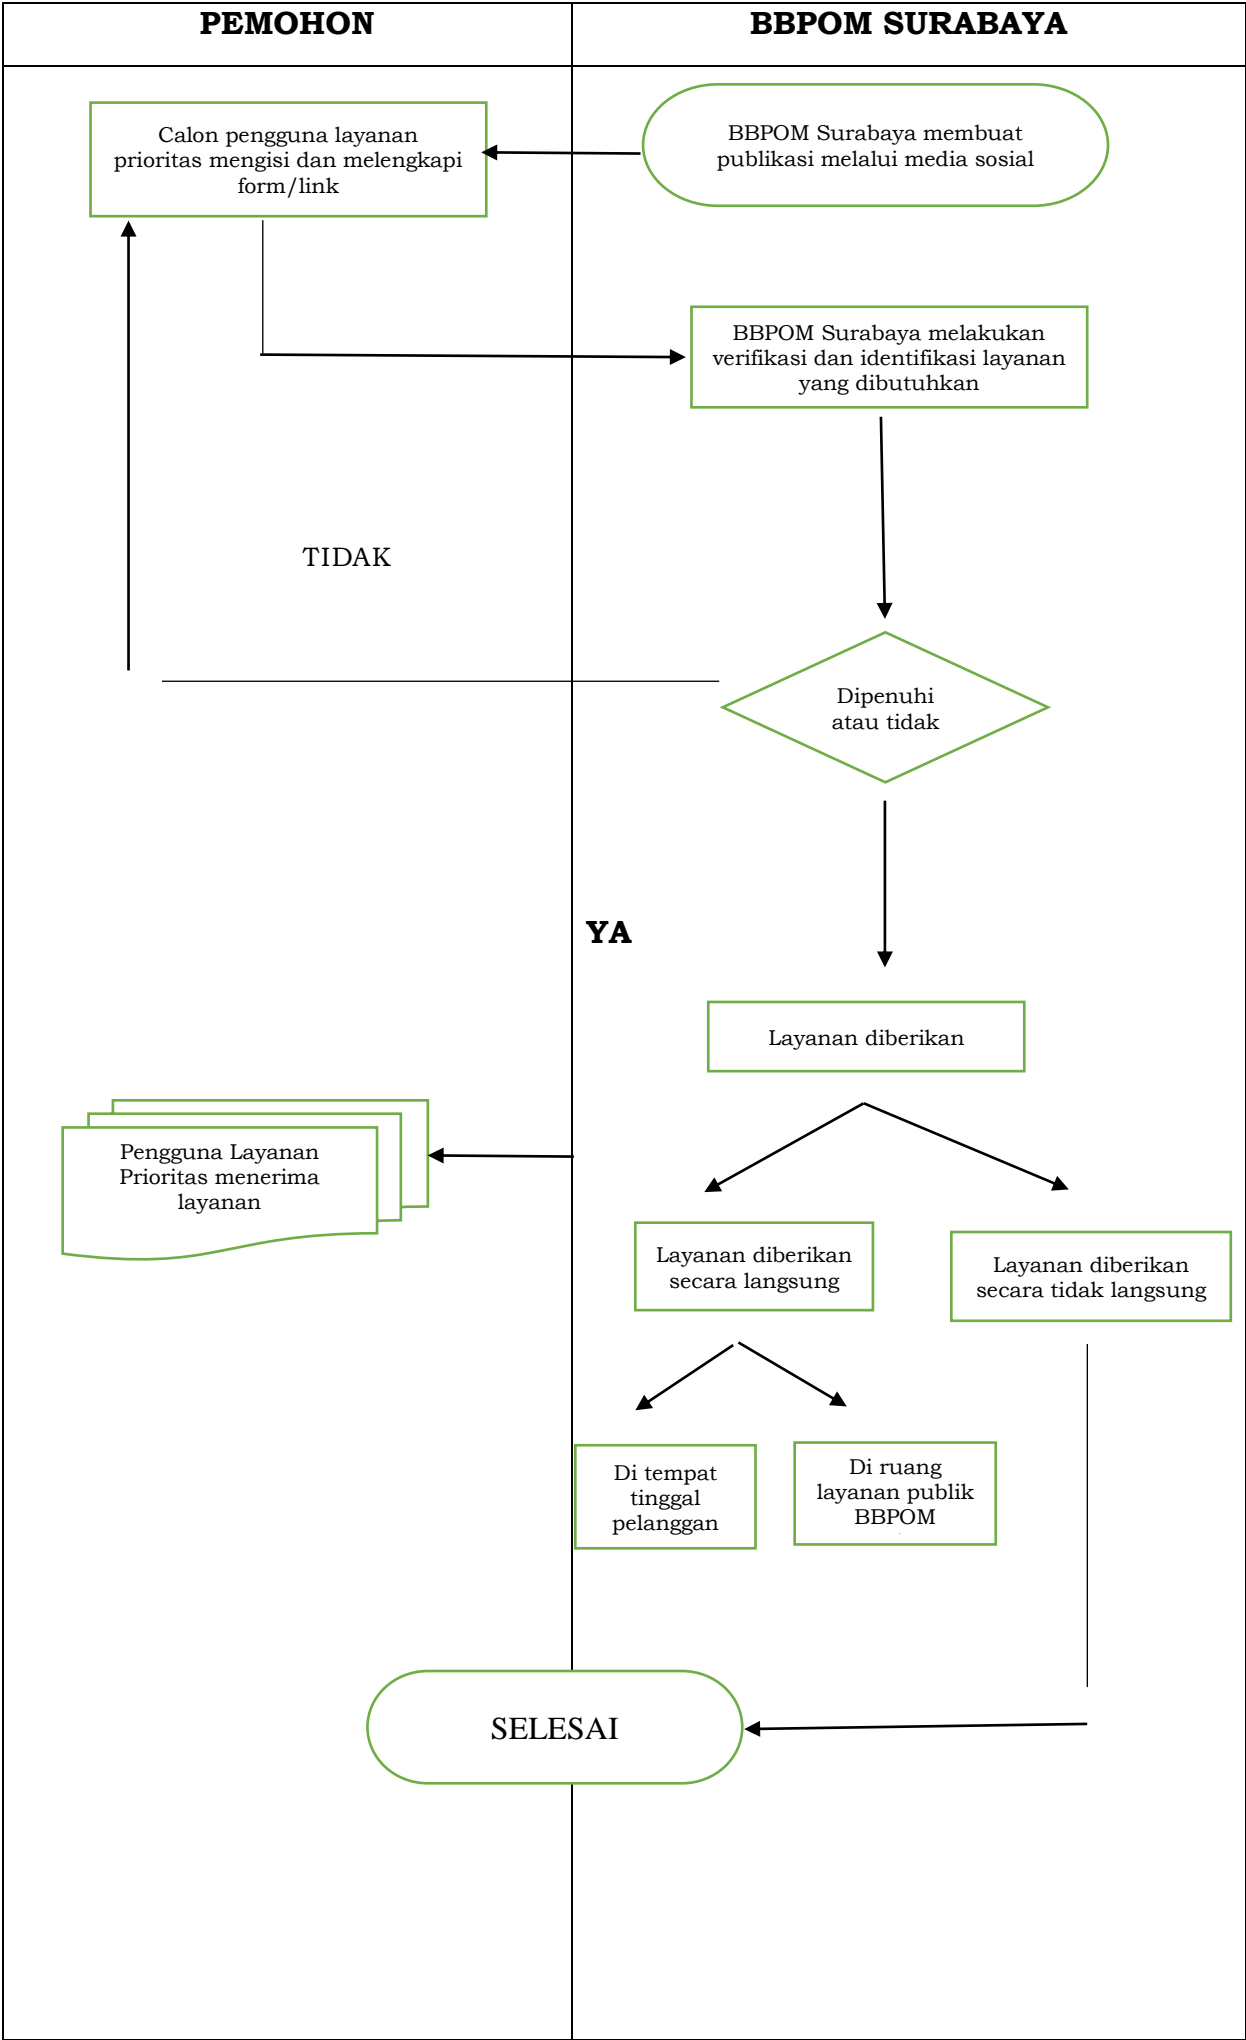 PEMOHON
BBPOM SURABAYA
Calon pengguna layanan
prioritas mengisi dan melengkapi
form/link
BBPOM Surabaya membuat
publikasi melalui media sosial
BBPOM Surabaya melakukan
verifikasi dan identifikasi layanan
yang dibutuhkan
TIDAK
Dipenuhi
atau tidak
YA
Layanan diberikan
Pengguna Layanan
Prioritas menerima
layanan
Layanan diberikan
secara langsung
Layanan diberikan
secara tidak langsung
Di tempat
tinggal
pelanggan
Di ruang
layanan publik
BBPOM
SELESAI